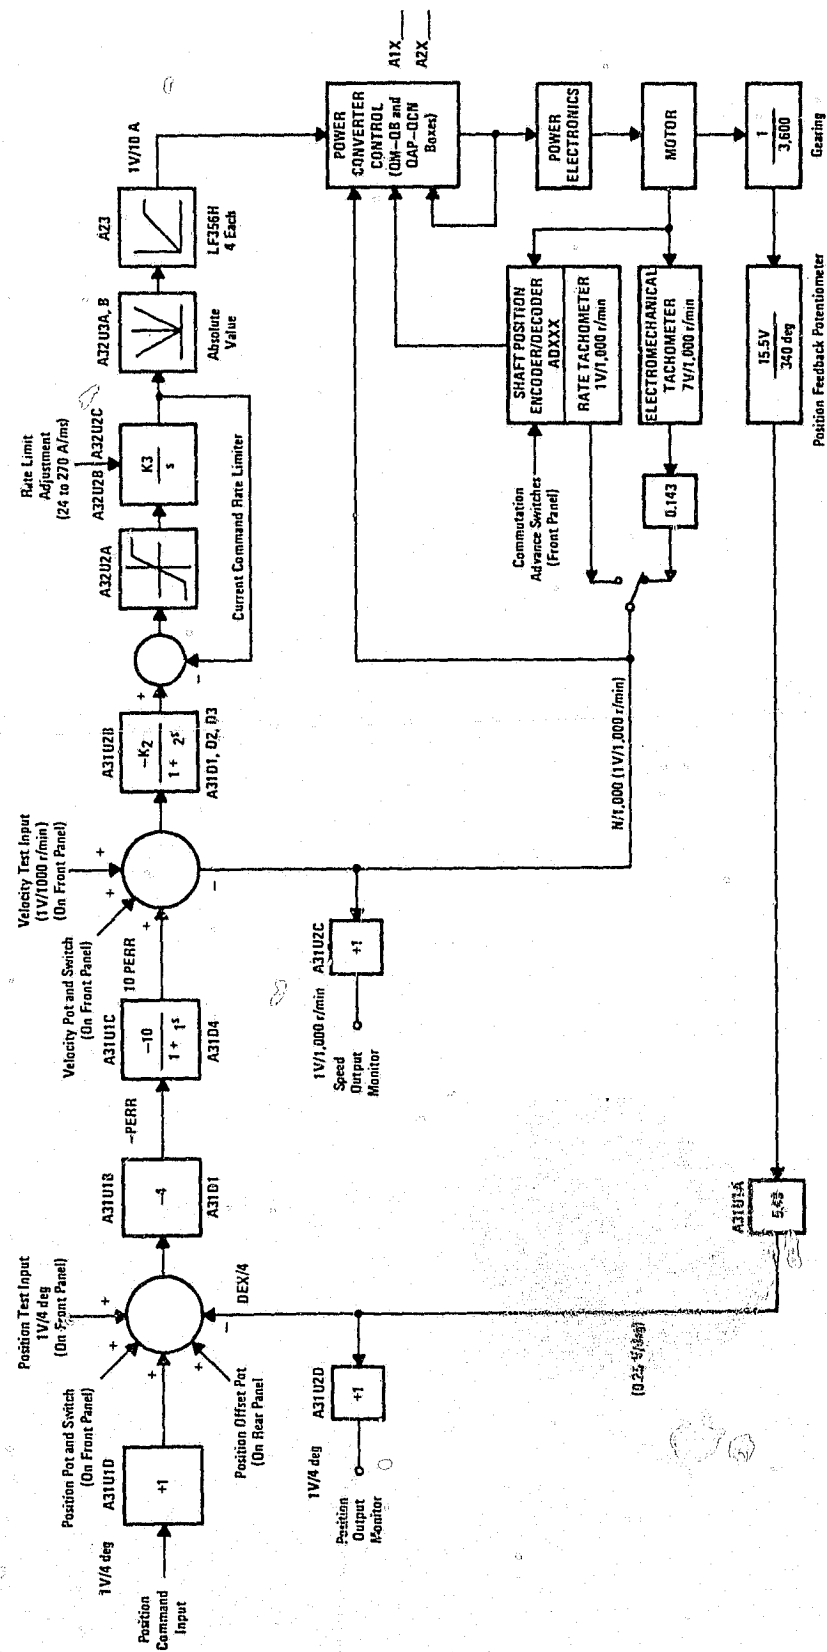 Position
Command
Input
1V/4 deg
A31U1D
+1
Position Pot and Switch
(On Front Panel)
Position Test Input
1V/4 deg
(On Front Panel)
+
+
+
+
−
Position Offset Pot
(On Rear Panel)
DEX/4
A31U1B
−4
A31D1
−PERR
A31U1C
−10
1 + 1s
A31D4
10 PERR
Velocity Pot and Switch
(On Front Panel)
Velocity Test Input
(1V/1000 r/min)
(On Front Panel)
+
+
+
−
A31U2B
−K2
1 + 2s
A31D1, D2, D3
+
−
A32U2A
Rate Limit
Adjustment
(24 to 270 A/ms)
A32U2B
A32U2C
K3
s
Current Command Rate Limiter
A32U3A, B
Absolute
Value
A23
LF356H
4 Each
1V/10 A
POWER
CONVERTER
CONTROL
(QM–QB and
QAP–QCN
Boxes)
A1X
A2X
POWER
ELECTRONICS
MOTOR
1
3,600
Gearing
SHAFT POSITION
ENCODER/DECODER
ADXXX
RATE TACHOMETER
1V/1,000 r/min
ELECTROMECHANICAL
TACHOMETER
7V/1,000 r/min
15.5V
340 deg
Position Feedback Potentiometer
Commutation
Advance Switches
(Front Panel)
0.143
N/1,000 (1V/1,000 r/min)
A31U2C
+1
1V/1,000 r/min
Speed
Output
Monitor
A31U2D
+1
1V/4 deg
Position
Output
Monitor
A31U1A
5.48
(0.25 V/deg)